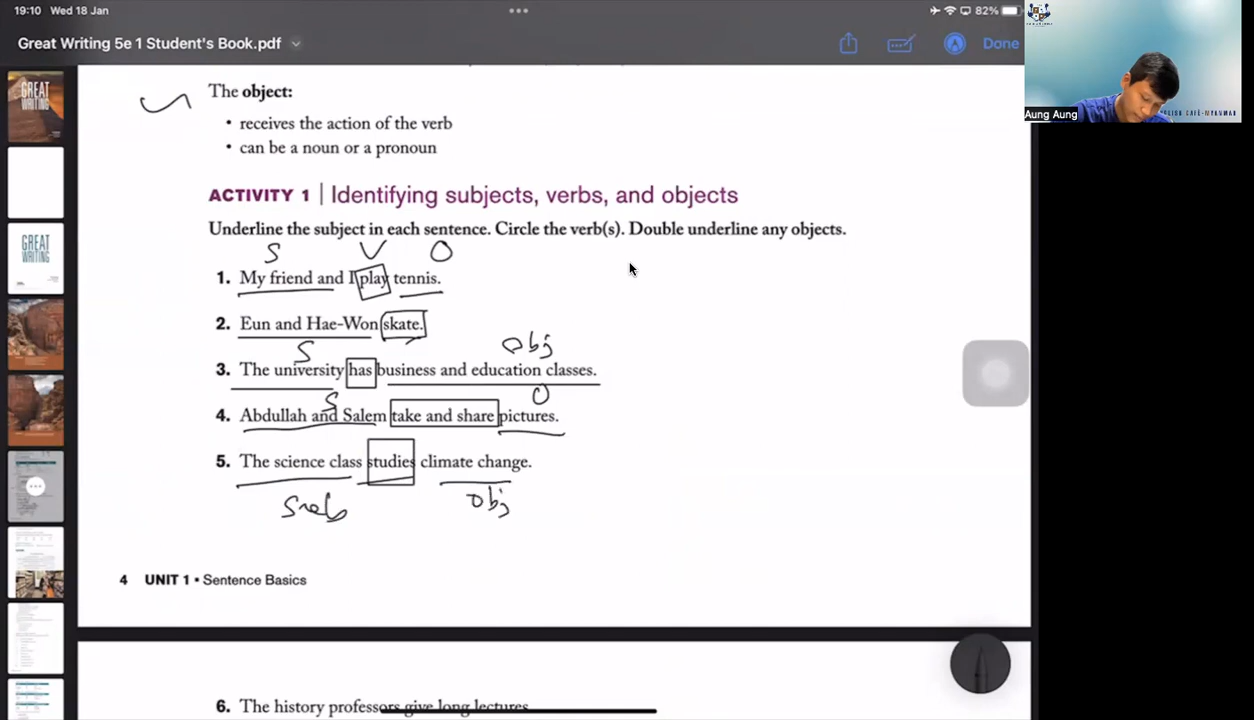 19:10 Wed 18 Jan
82%
Great Writing 5e 1 Student's Book.pdf
Done
Aung Aung
GREAT
WRITING
GREAT
WRITING
The object:
• receives the action of the verb
• can be a noun or a pronoun
ACTIVITY 1 | Identifying subjects, verbs, and objects
Underline the subject in each sentence. Circle the verb(s). Double underline any objects.
S V O
1. My friend and I play tennis.
2. Eun and Hae-Won skate.
S obj
3. The university has business and education classes.
S O
4. Abdullah and Salem take and share pictures.
5. The science class studies climate change.
obj
4 UNIT 1 • Sentence Basics
6. The history professors give long lectures